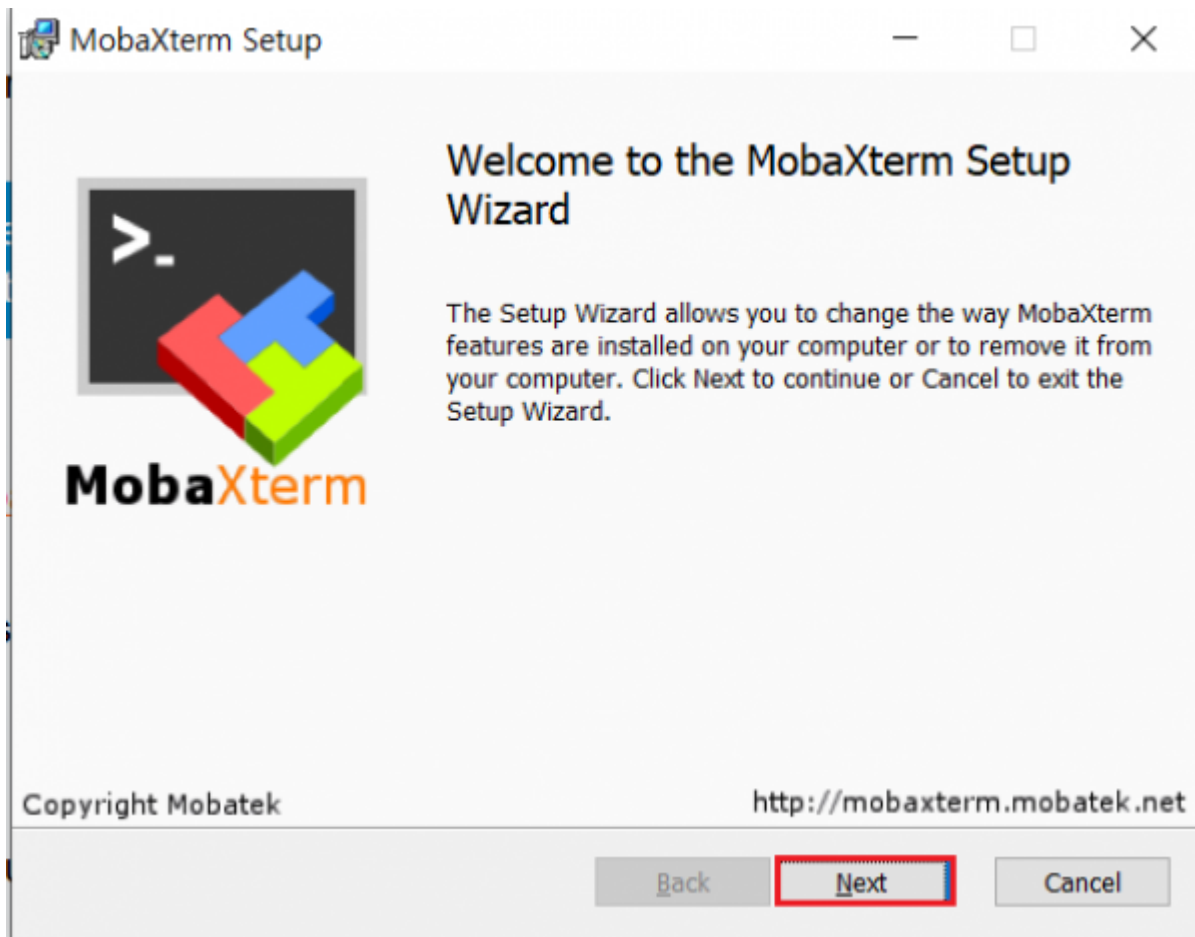 MobaXterm Setup
Welcome to the MobaXterm Setup
Wizard
>_
The Setup Wizard allows you to change the way MobaXterm
features are installed on your computer or to remove it from
your computer. Click Next to continue or Cancel to exit the
Setup Wizard.
MobaXterm
Copyright Mobatek
http://mobaxterm.mobatek.net
Back
Next
Cancel